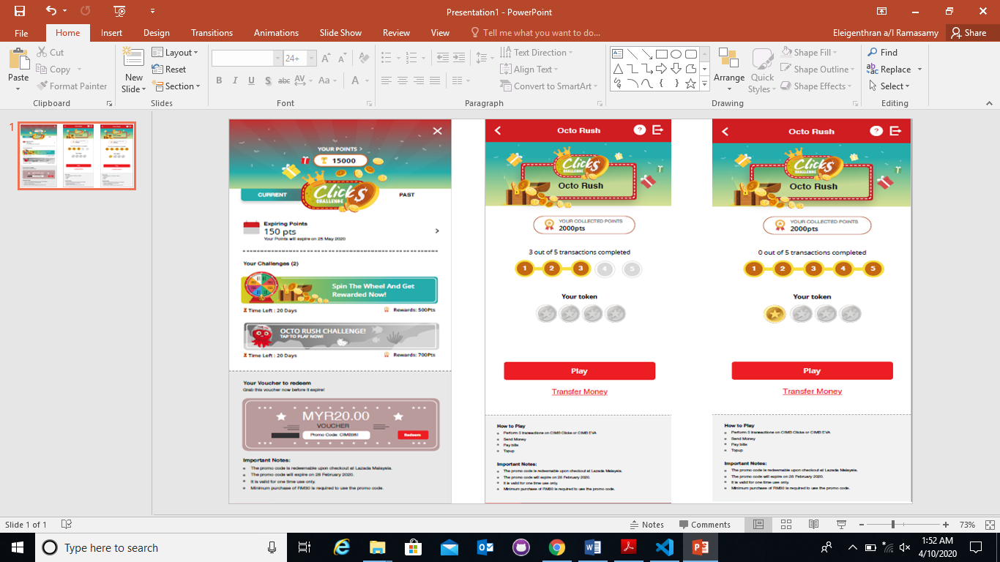 Presentation1 - PowerPoint
File Home Insert Design Transitions Animations Slide Show Review View Tell me what you want to do... Eleigenthran a/l Ramasamy Share
Paste
Cut
Copy
Format Painter
Clipboard
New Slide
Layout
Reset
Section
Slides
24+
B I U S abc AV Aa A
Font
Text Direction
Align Text
Convert to SmartArt
Paragraph
Arrange
Quick Styles
Shape Fill
Shape Outline
Shape Effects
Drawing
Find
Replace
Select
Editing
1
YOUR POINTS >
15000
CURRENT
Click$
CHALLENGE
PAST
Expiring Points
150 pts
Your Points will expire on 25 May 2020
Your Challenges (2)
Spin The Wheel And Get
Rewarded Now!
Time Left : 20 Days Rewards: 500Pts
OCTO RUSH CHALLENGE!
TAP TO PLAY NOW!
Time Left : 20 Days Rewards: 700Pts
Your Voucher to redeem
Grab this voucher now before it expire!
MYR20.00
VOUCHER
Redeem
Important Notes:
The promo code is redeemable upon checkout at Lazada Malaysia.
The promo code will expire on 28 February 2020.
It is valid for one time use only.
Minimum purchase of RM30 is required to use the promo code.
Octo Rush ?
Click$
CHALLENGE
Octo Rush
YOUR COLLECTED POINTS
2000pts
3 out of 5 transactions completed
1 2 3 4 5
Your token
Play
Transfer Money
How to Play
Perform 5 transactions on CIMB Clicks or CIMB EVA
Send Money
Pay bills
Topup
Important Notes:
The promo code is redeemable upon checkout at Lazada Malaysia.
The promo code will expire on 28 February 2020.
It is valid for one time use only.
Minimum purchase of RM30 is required to use the promo code.
Octo Rush ?
Click$
CHALLENGE
Octo Rush
YOUR COLLECTED POINTS
2000pts
0 out of 5 transactions completed
1 2 3 4 5
Your token
Play
Transfer Money
How to Play
Perform 5 transactions on CIMB Clicks or CIMB EVA
Send Money
Pay bills
Topup
Important Notes:
The promo code is redeemable upon checkout at Lazada Malaysia.
The promo code will expire on 28 February 2020.
It is valid for one time use only.
Minimum purchase of RM30 is required to use the promo code.
Slide 1 of 1 Notes Comments 73%
Type here to search
1:52 AM
4/10/2020